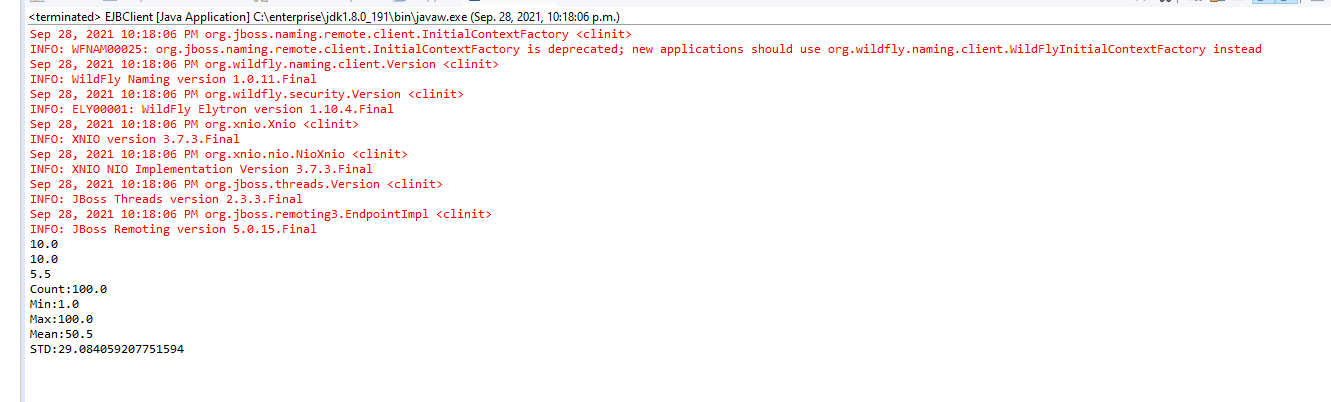 <terminated> EJBClient [Java Application] C:\enterprise\jdk1.8.0_191\bin\javaw.exe (Sep. 28, 2021, 10:18:06 p.m.)
Sep 28, 2021 10:18:06 PM org.jboss.naming.remote.client.InitialContextFactory <clinit>
INFO: WFNAM00025: org.jboss.naming.remote.client.InitialContextFactory is deprecated; new applications should use org.wildfly.naming.client.WildFlyInitialContextFactory instead
Sep 28, 2021 10:18:06 PM org.wildfly.naming.client.Version <clinit>
INFO: WildFly Naming version 1.0.11.Final
Sep 28, 2021 10:18:06 PM org.wildfly.security.Version <clinit>
INFO: ELY00001: WildFly Elytron version 1.10.4.Final
Sep 28, 2021 10:18:06 PM org.xnio.Xnio <clinit>
INFO: XNIO version 3.7.3.Final
Sep 28, 2021 10:18:06 PM org.xnio.nio.NioXnio <clinit>
INFO: XNIO NIO Implementation Version 3.7.3.Final
Sep 28, 2021 10:18:06 PM org.jboss.threads.Version <clinit>
INFO: JBoss Threads version 2.3.3.Final
Sep 28, 2021 10:18:06 PM org.jboss.remoting3.EndpointImpl <clinit>
INFO: JBoss Remoting version 5.0.15.Final
10.0
10.0
5.5
Count:100.0
Min:1.0
Max:100.0
Mean:50.5
STD:29.084059207751594